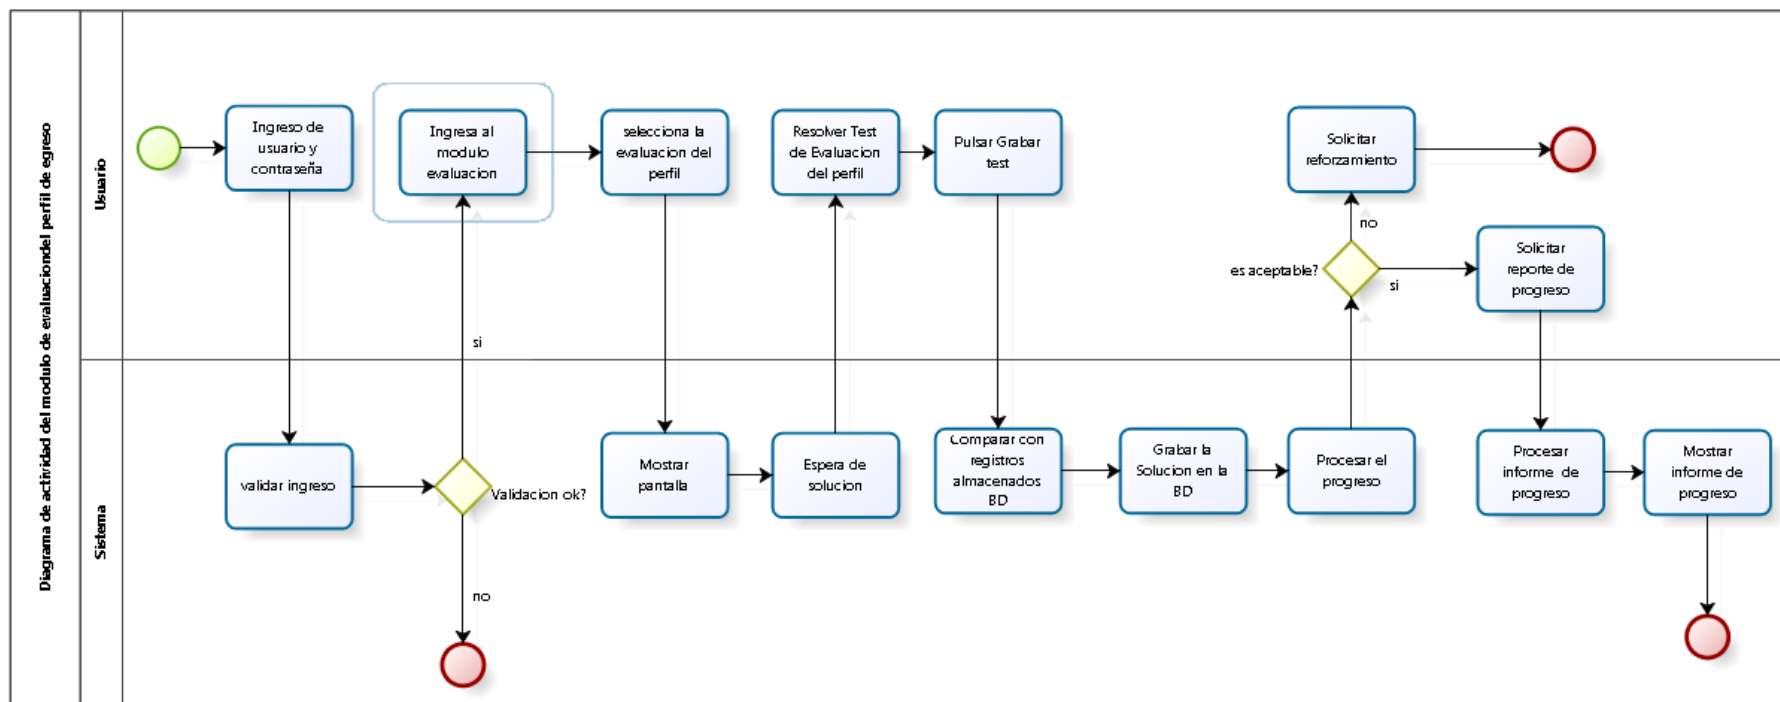 Diagrama de actividad del modulo de evaluaciondel perfil de egreso
Usuario
Ingreso de
usuario y
contraseña
Ingresa al
modulo
evaluacion
selecciona la
evaluacion del
perfil
Resolver Test
de Evaluacion
del perfil
Pulsar Grabar
test
Solicitar
reforzamiento
no
es aceptable?
si
Solicitar
reporte de
progreso
si
Sistema
validar ingreso
Validacion ok?
no
Mostrar
pantalla
Espera de
solucion
Comparar con
registros
almacenados
BD
Grabar la
Solucion en la
BD
Procesar el
progreso
Procesar
informe de
progreso
Mostrar
informe de
progreso